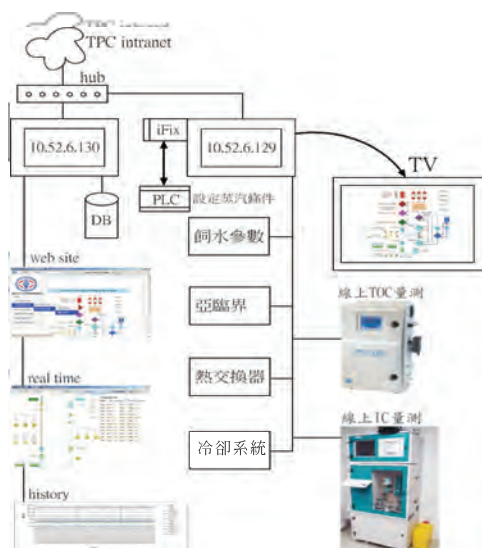 TPC intranet
TPC intranet
hub
iFix
10.52.6.130
10.52.6.129
TV
PLC
設定蒸汽條件
DB
飼水參數
web site
線上TOC量測
亞臨界
熱交換器
real time
線上IC量測
冷卻系統
history